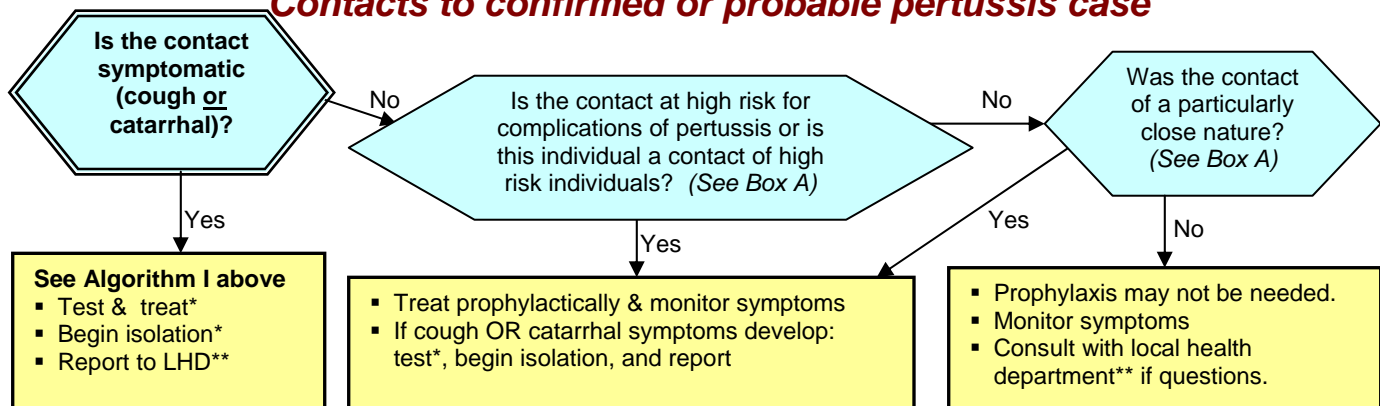 Contacts to confirmed or probable pertussis case
Is the contact
symptomatic
(cough or
catarrhal)?
No
Is the contact at high risk for
complications of pertussis or is
this individual a contact of high
risk individuals? (See Box A)
No
Was the contact
of a particularly
close nature?
(See Box A)
Yes
Yes
Yes
No
See Algorithm I above
▪ Test & treat*
▪ Begin isolation*
▪ Report to LHD**
▪ Treat prophylactically & monitor symptoms
▪ If cough OR catarrhal symptoms develop:
test*, begin isolation, and report
▪ Prophylaxis may not be needed.
▪ Monitor symptoms
▪ Consult with local health
department** if questions.